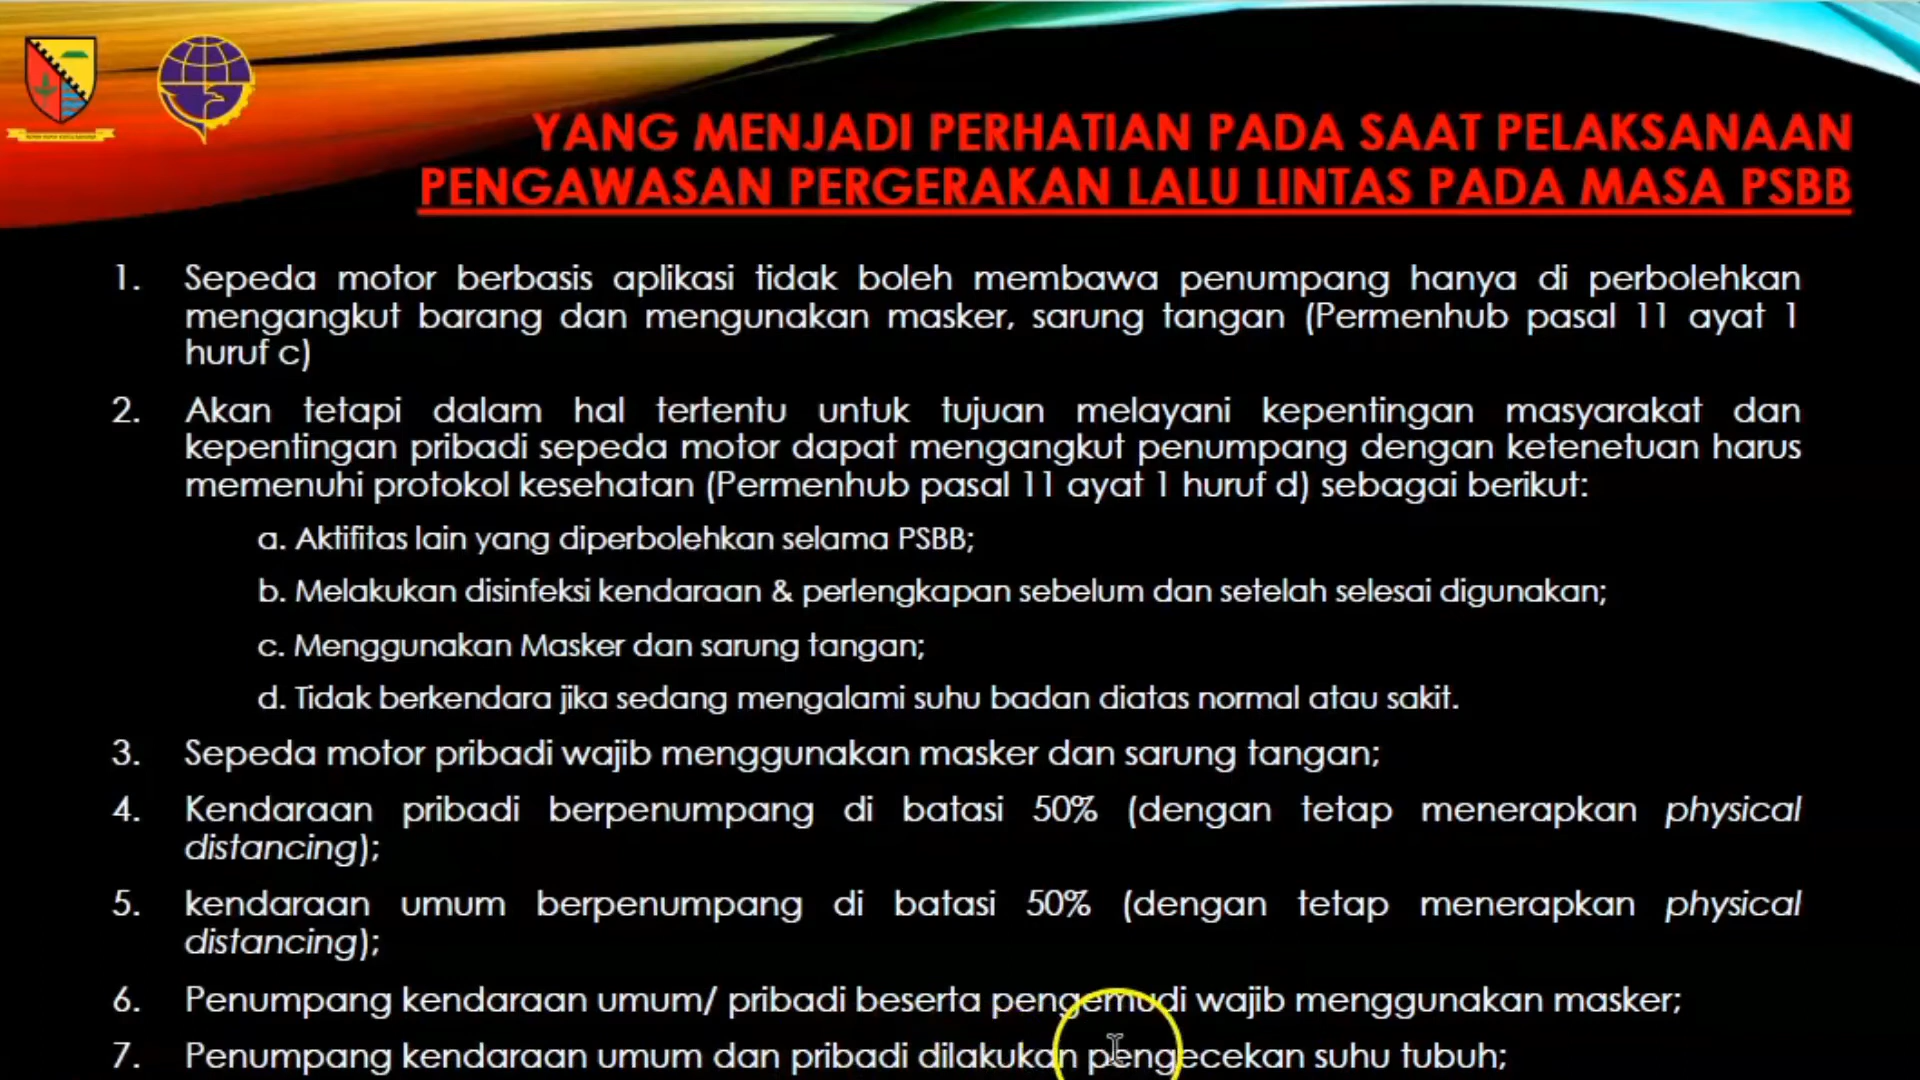 YANG MENJADI PERHATIAN PADA SAAT PELAKSANAAN
PENGAWASAN PERGERAKAN LALU LINTAS PADA MASA PSBB
1. Sepeda motor berbasis aplikasi tidak boleh membawa penumpang hanya di perbolehkan
mengangkut barang dan mengunakan masker, sarung tangan (Permenhub pasal 11 ayat 1
huruf c)
2. Akan tetapi dalam hal tertentu untuk tujuan melayani kepentingan masyarakat dan
kepentingan pribadi sepeda motor dapat mengangkut penumpang dengan ketenetuan harus
memenuhi protokol kesehatan (Permenhub pasal 11 ayat 1 huruf d) sebagai berikut:
a. Aktifitas lain yang diperbolehkan selama PSBB;
b. Melakukan disinfeksi kendaraan & perlengkapan sebelum dan setelah selesai digunakan;
c. Menggunakan Masker dan sarung tangan;
d. Tidak berkendara jika sedang mengalami suhu badan diatas normal atau sakit.
3. Sepeda motor pribadi wajib menggunakan masker dan sarung tangan;
4. Kendaraan pribadi berpenumpang di batasi 50% (dengan tetap menerapkan physical
distancing);
5. kendaraan umum berpenumpang di batasi 50% (dengan tetap menerapkan physical
distancing);
6. Penumpang kendaraan umum/ pribadi beserta pengemudi wajib menggunakan masker;
7. Penumpang kendaraan umum dan pribadi dilakukan pengecekan suhu tubuh;